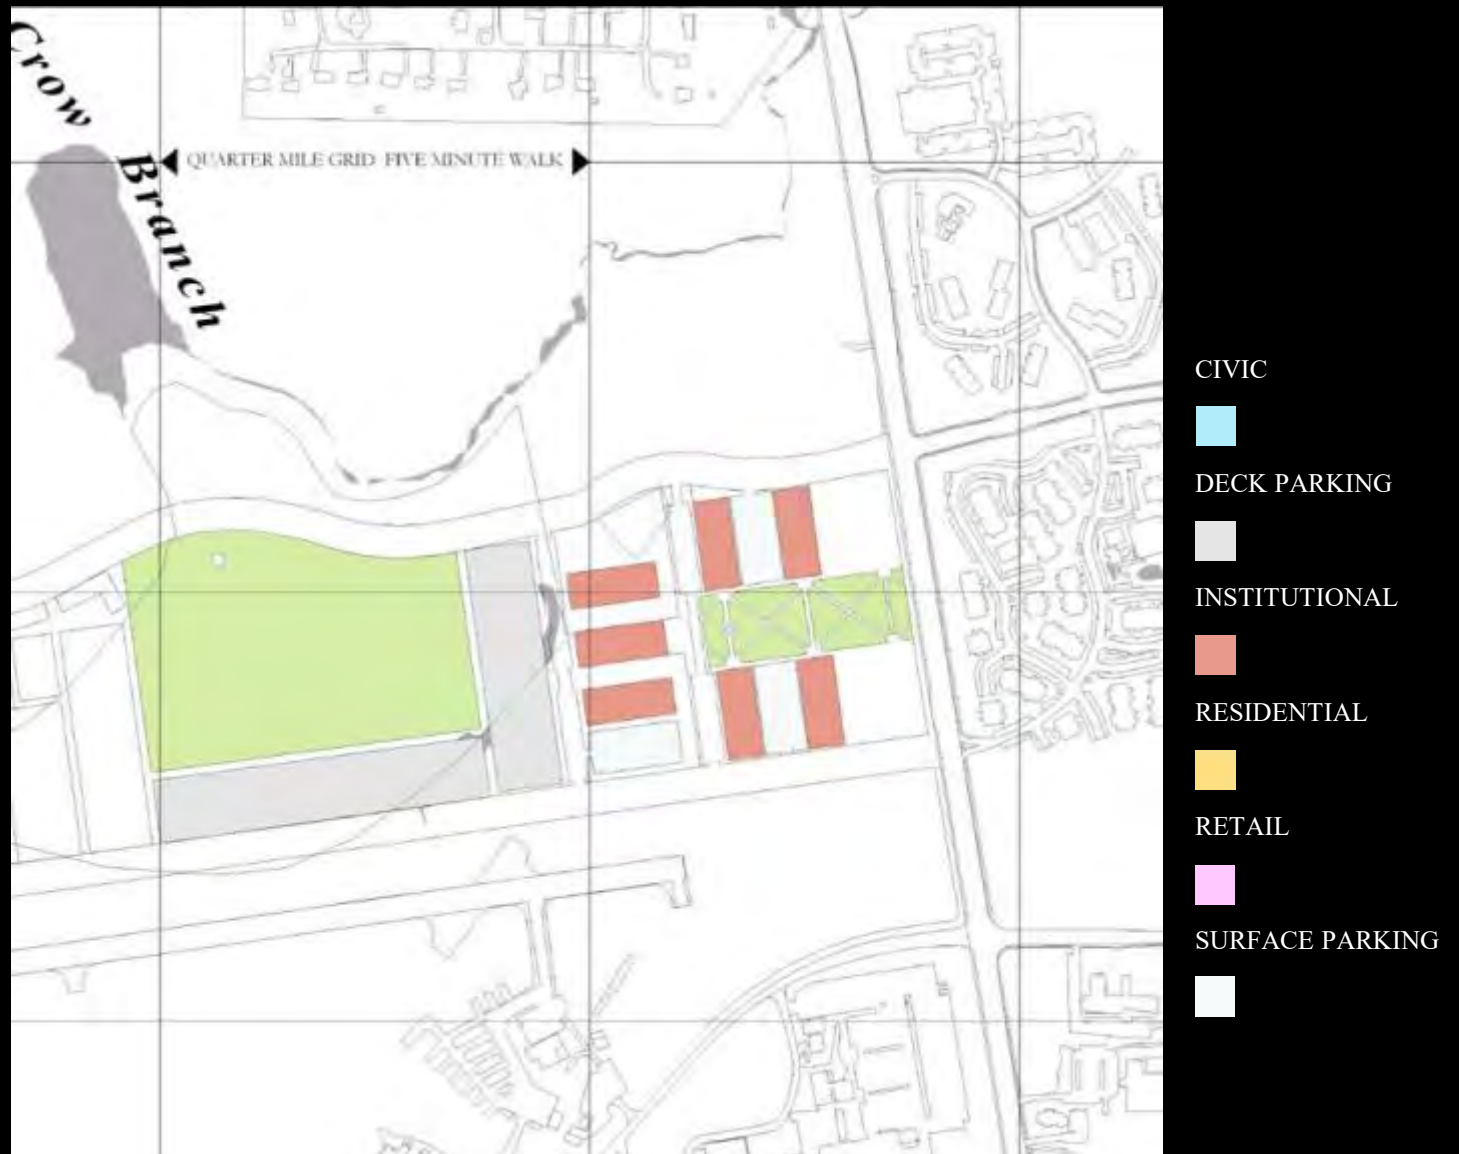 Crow
Branch
QUARTER MILE GRID FIVE MINUTE WALK
CIVIC
DECK PARKING
INSTITUTIONAL
RESIDENTIAL
RETAIL
SURFACE PARKING